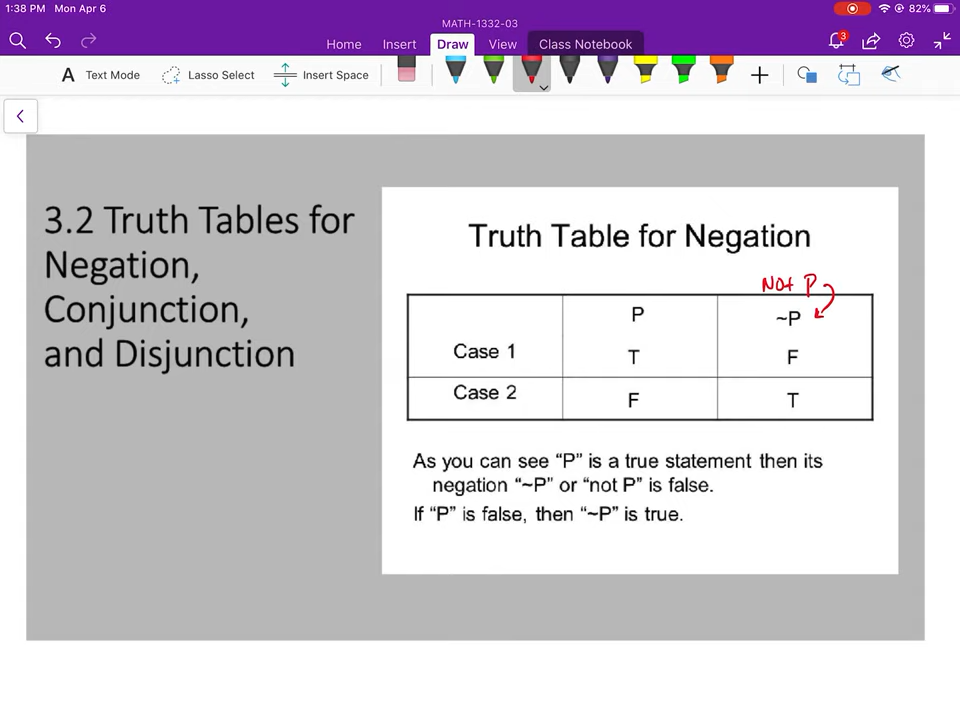 1:38 PM Mon Apr 6
82%
MATH-1332-03
Home Insert Draw View Class Notebook
3
A Text Mode Lasso Select Insert Space
3.2 Truth Tables for
Negation,
Conjunction,
and Disjunction
Truth Table for Negation
Not P
P ~P
Case 1 T F
Case 2 F T
As you can see “P” is a true statement then its
negation “~P” or “not P” is false.
If “P” is false, then “~P” is true.